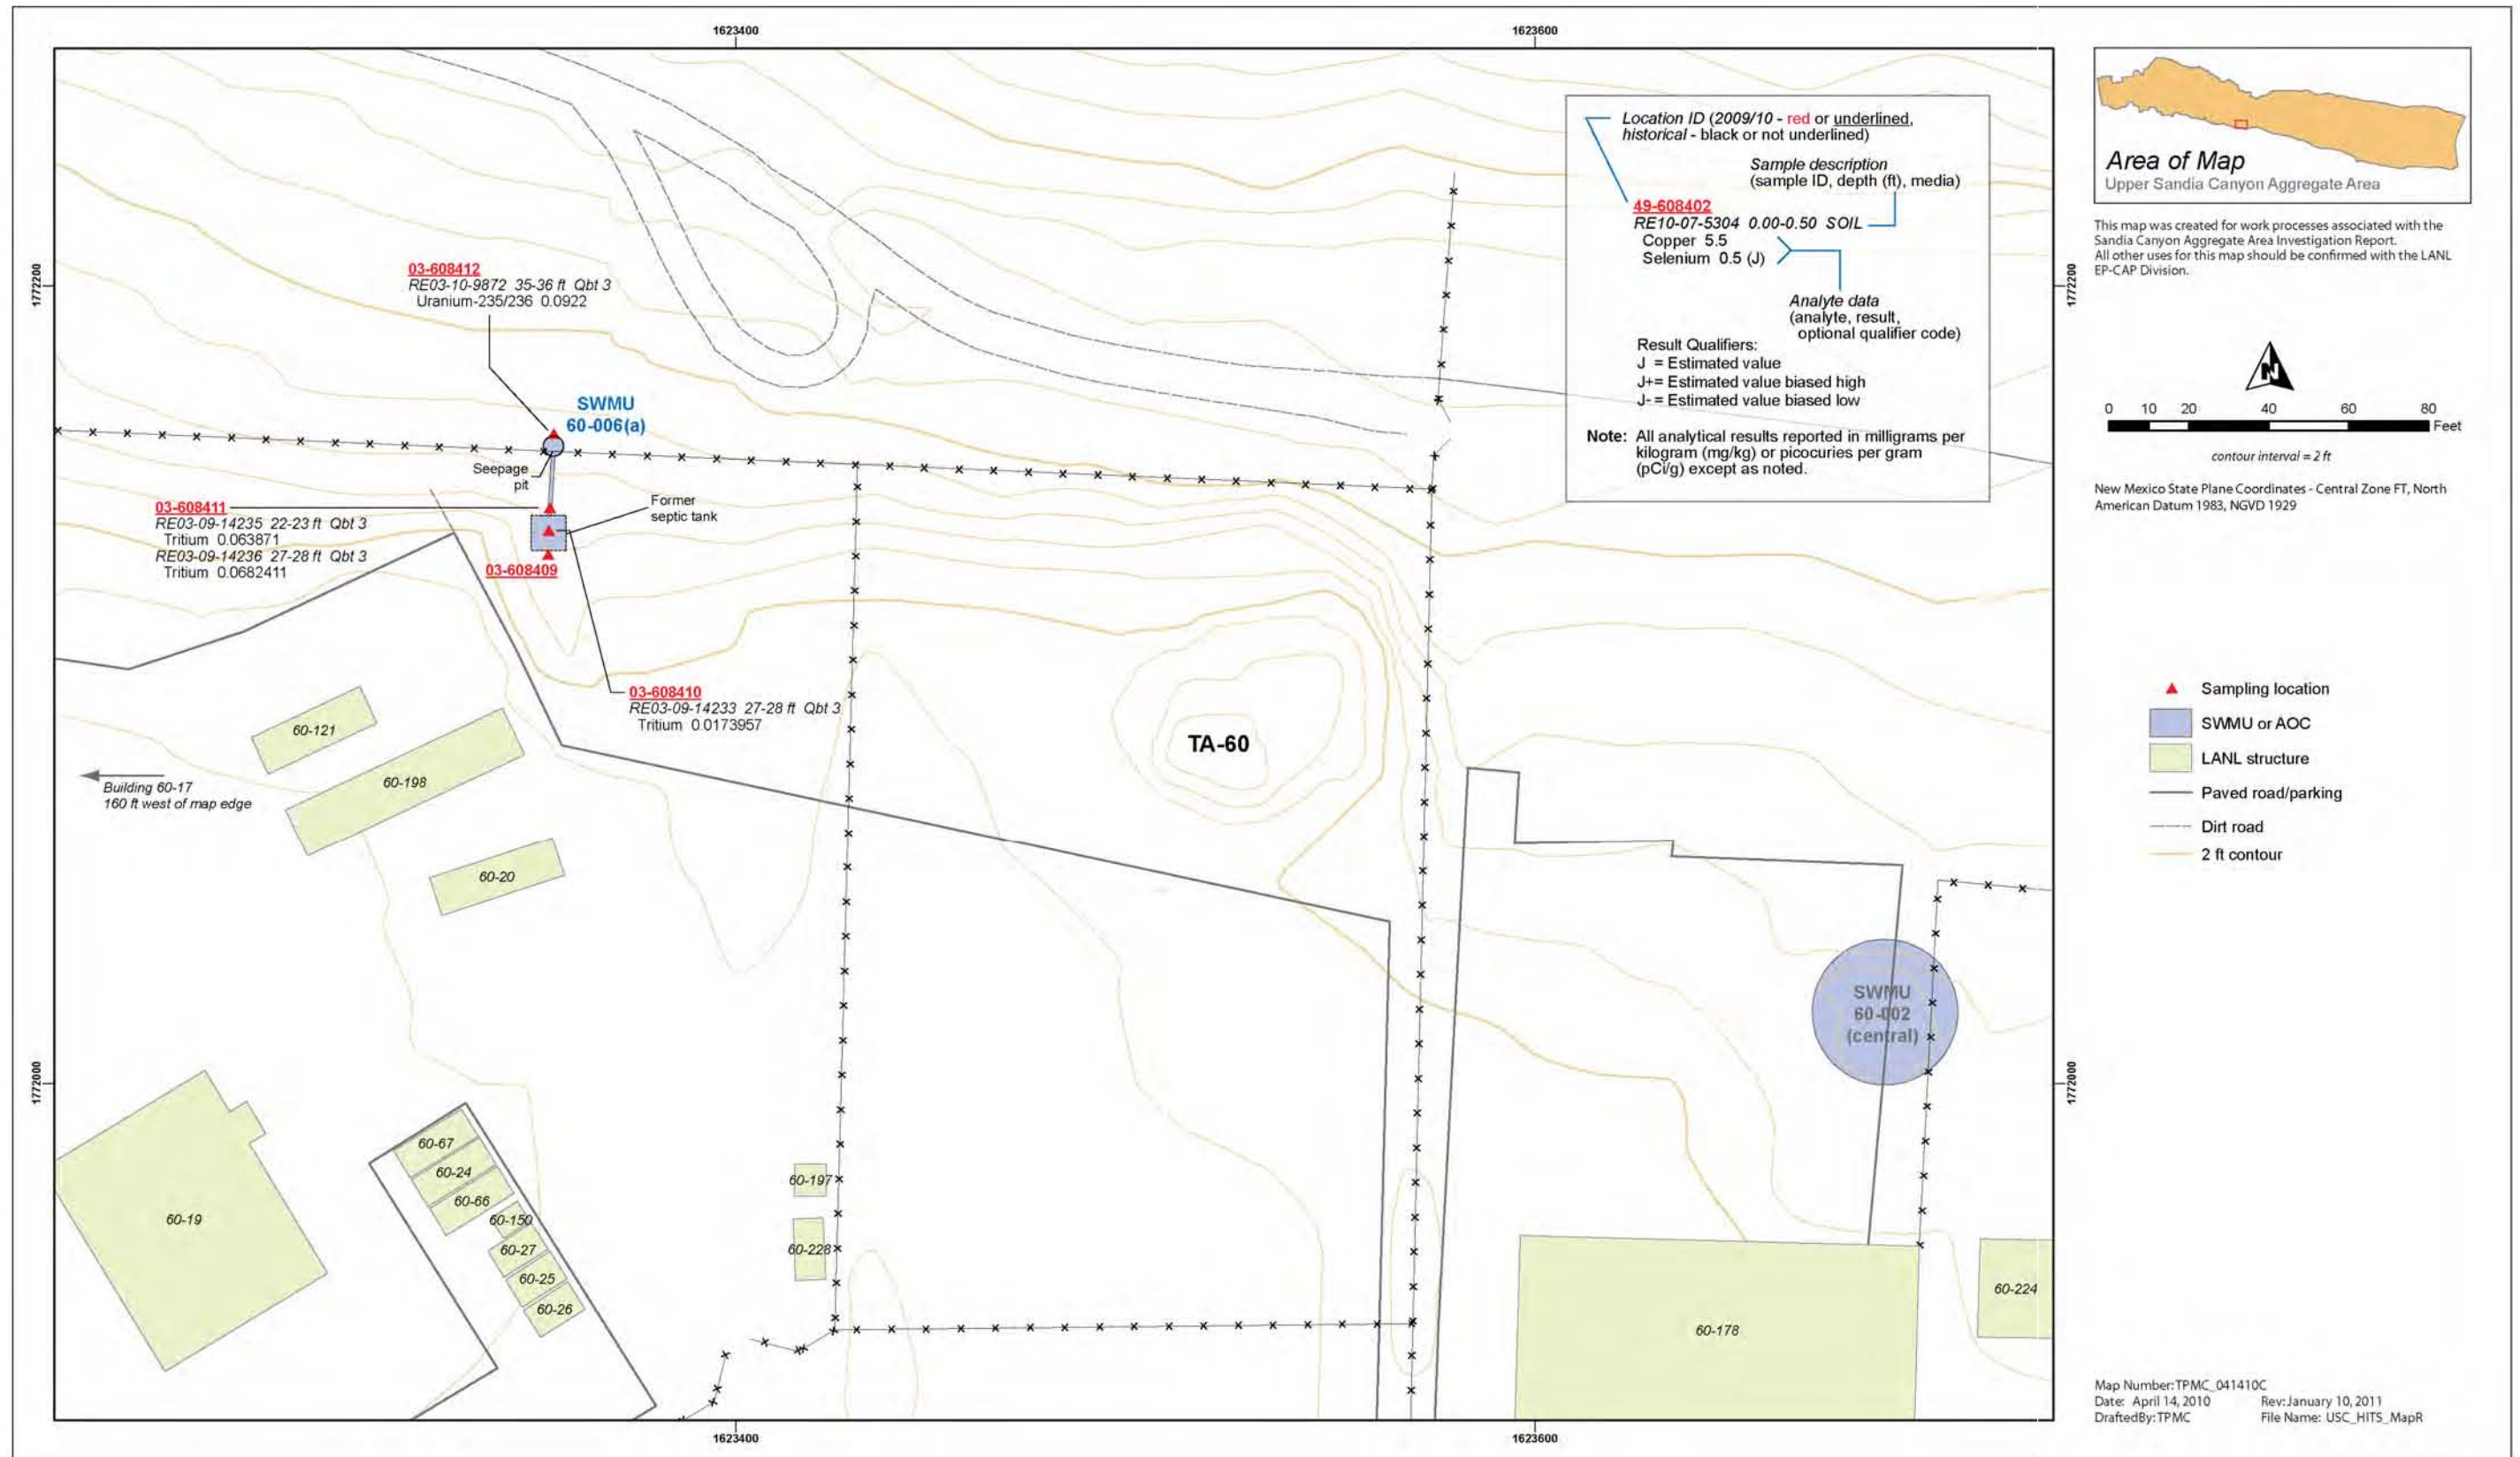 1623400
1623600
1772200
1772000
1772200
1772000
1623400
1623600
03-608412
RE03-10-9872 35-36 ft Qbt 3
Uranium-235/236 0.0922
SWMU
60-006(a)
Seepage
pit
03-608411
RE03-09-14235 22-23 ft Qbt 3
Tritium 0.063871
RE03-09-14236 27-28 ft Qbt 3
Tritium 0.0682411
Former
septic tank
03-608409
03-608410
RE03-09-14233 27-28 ft Qbt 3
Tritium 0.0173957
60-121
60-198
60-20
Building 60-17
160 ft west of map edge
TA-60
SWMU
60-002
(central)
60-67
60-24
60-66
60-150
60-27
60-25
60-26
60-19
60-197
60-228
60-178
60-224
Location ID (2009/10 - red or underlined,
historical - black or not underlined)
Sample description
(sample ID, depth (ft), media)
49-608402
RE10-07-5304 0.00-0.50 SOIL
Copper 5.5
Selenium 0.5 (J)
Analyte data
(analyte, result,
optional qualifier code)
Result Qualifiers:
J = Estimated value
J+= Estimated value biased high
J- = Estimated value biased low
Note: All analytical results reported in milligrams per
kilogram (mg/kg) or picocuries per gram
(pCi/g) except as noted.
Area of Map
Upper Sandia Canyon Aggregate Area
This map was created for work processes associated with the
Sandia Canyon Aggregate Area Investigation Report.
All other uses for this map should be confirmed with the LANL
EP-CAP Division.
N
0 10 20 40 60 80
Feet
contour interval = 2 ft
New Mexico State Plane Coordinates - Central Zone FT, North
American Datum 1983, NGVD 1929
Sampling location
SWMU or AOC
LANL structure
Paved road/parking
Dirt road
2 ft contour
Map Number: TPMC_041410C
Date: April 14, 2010 Rev: January 10, 2011
DraftedBy: TPMC File Name: USC_HITS_MapR